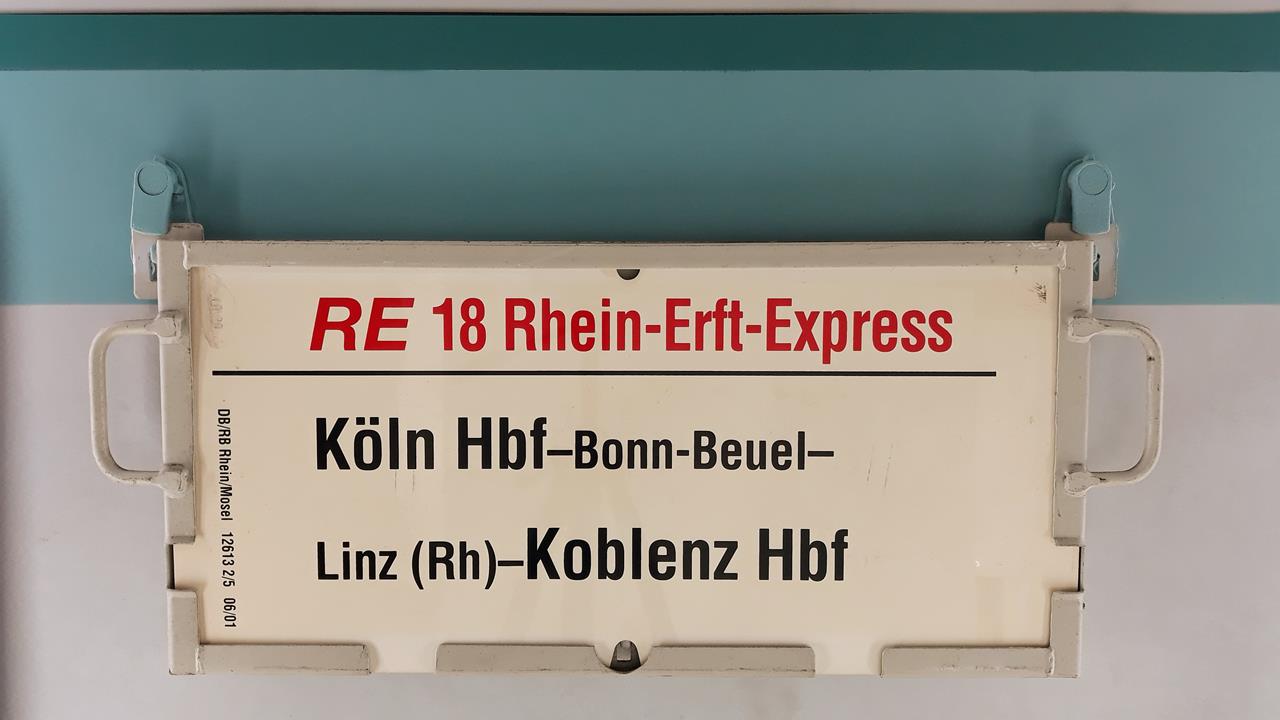 RE 18 Rhein-Erft-Express
Köln Hbf–Bonn-Beuel–
Linz (Rh)–Koblenz Hbf
DB/RB Rhein/Mosel 12613 2/5 06/01